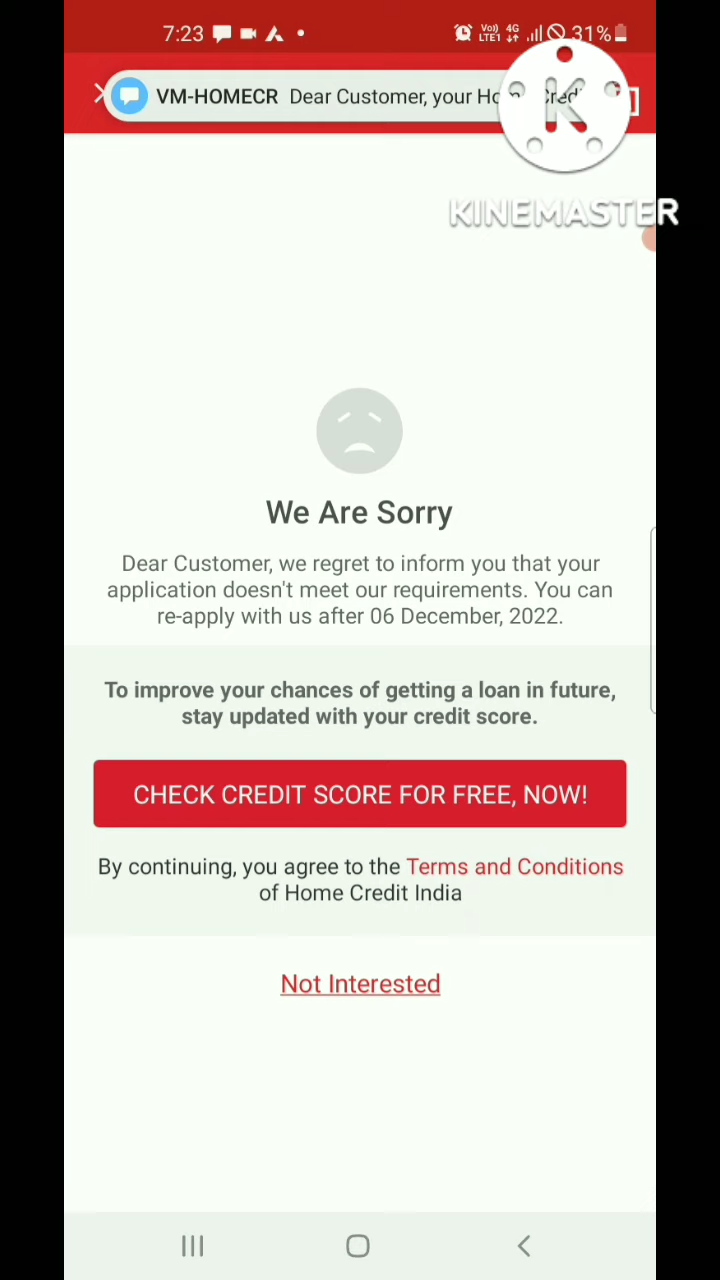 7:23
Vo)) 4G
LTE1
31%
VM-HOMECR Dear Customer, your Ho
K
KINEMASTER
We Are Sorry
Dear Customer, we regret to inform you that your
application doesn't meet our requirements. You can
re-apply with us after 06 December, 2022.
To improve your chances of getting a loan in future,
stay updated with your credit score.
CHECK CREDIT SCORE FOR FREE, NOW!
By continuing, you agree to the Terms and Conditions
of Home Credit India
Not Interested